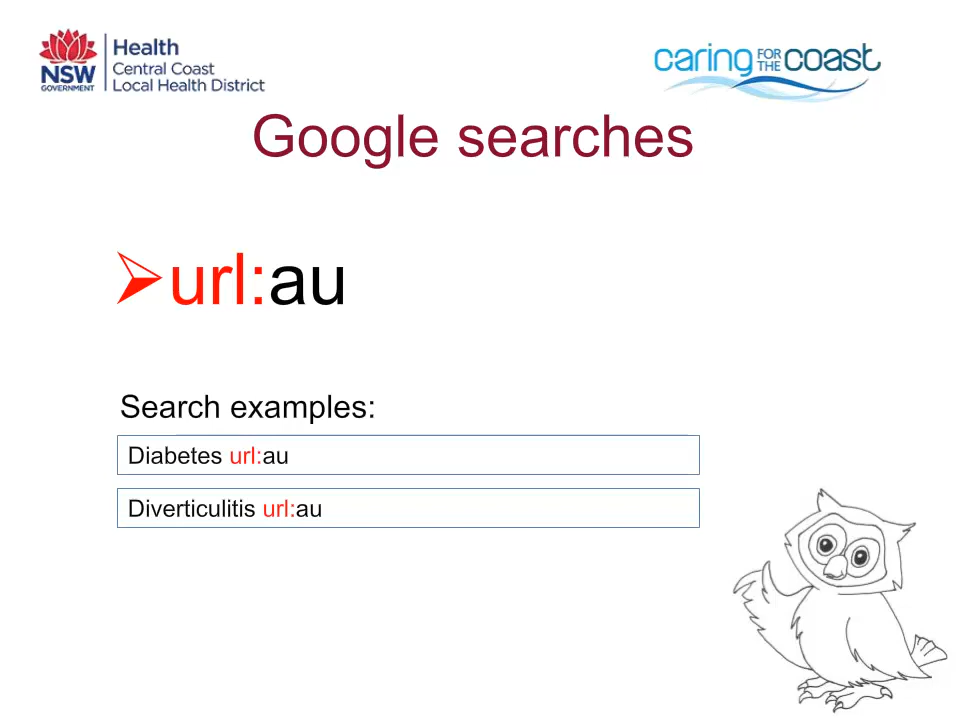 Health
NSW
GOVERNMENT
Central Coast
Local Health District
caring FOR THE coast
Google searches
url:au
Search examples:
Diabetes url:au
Diverticulitis url:au